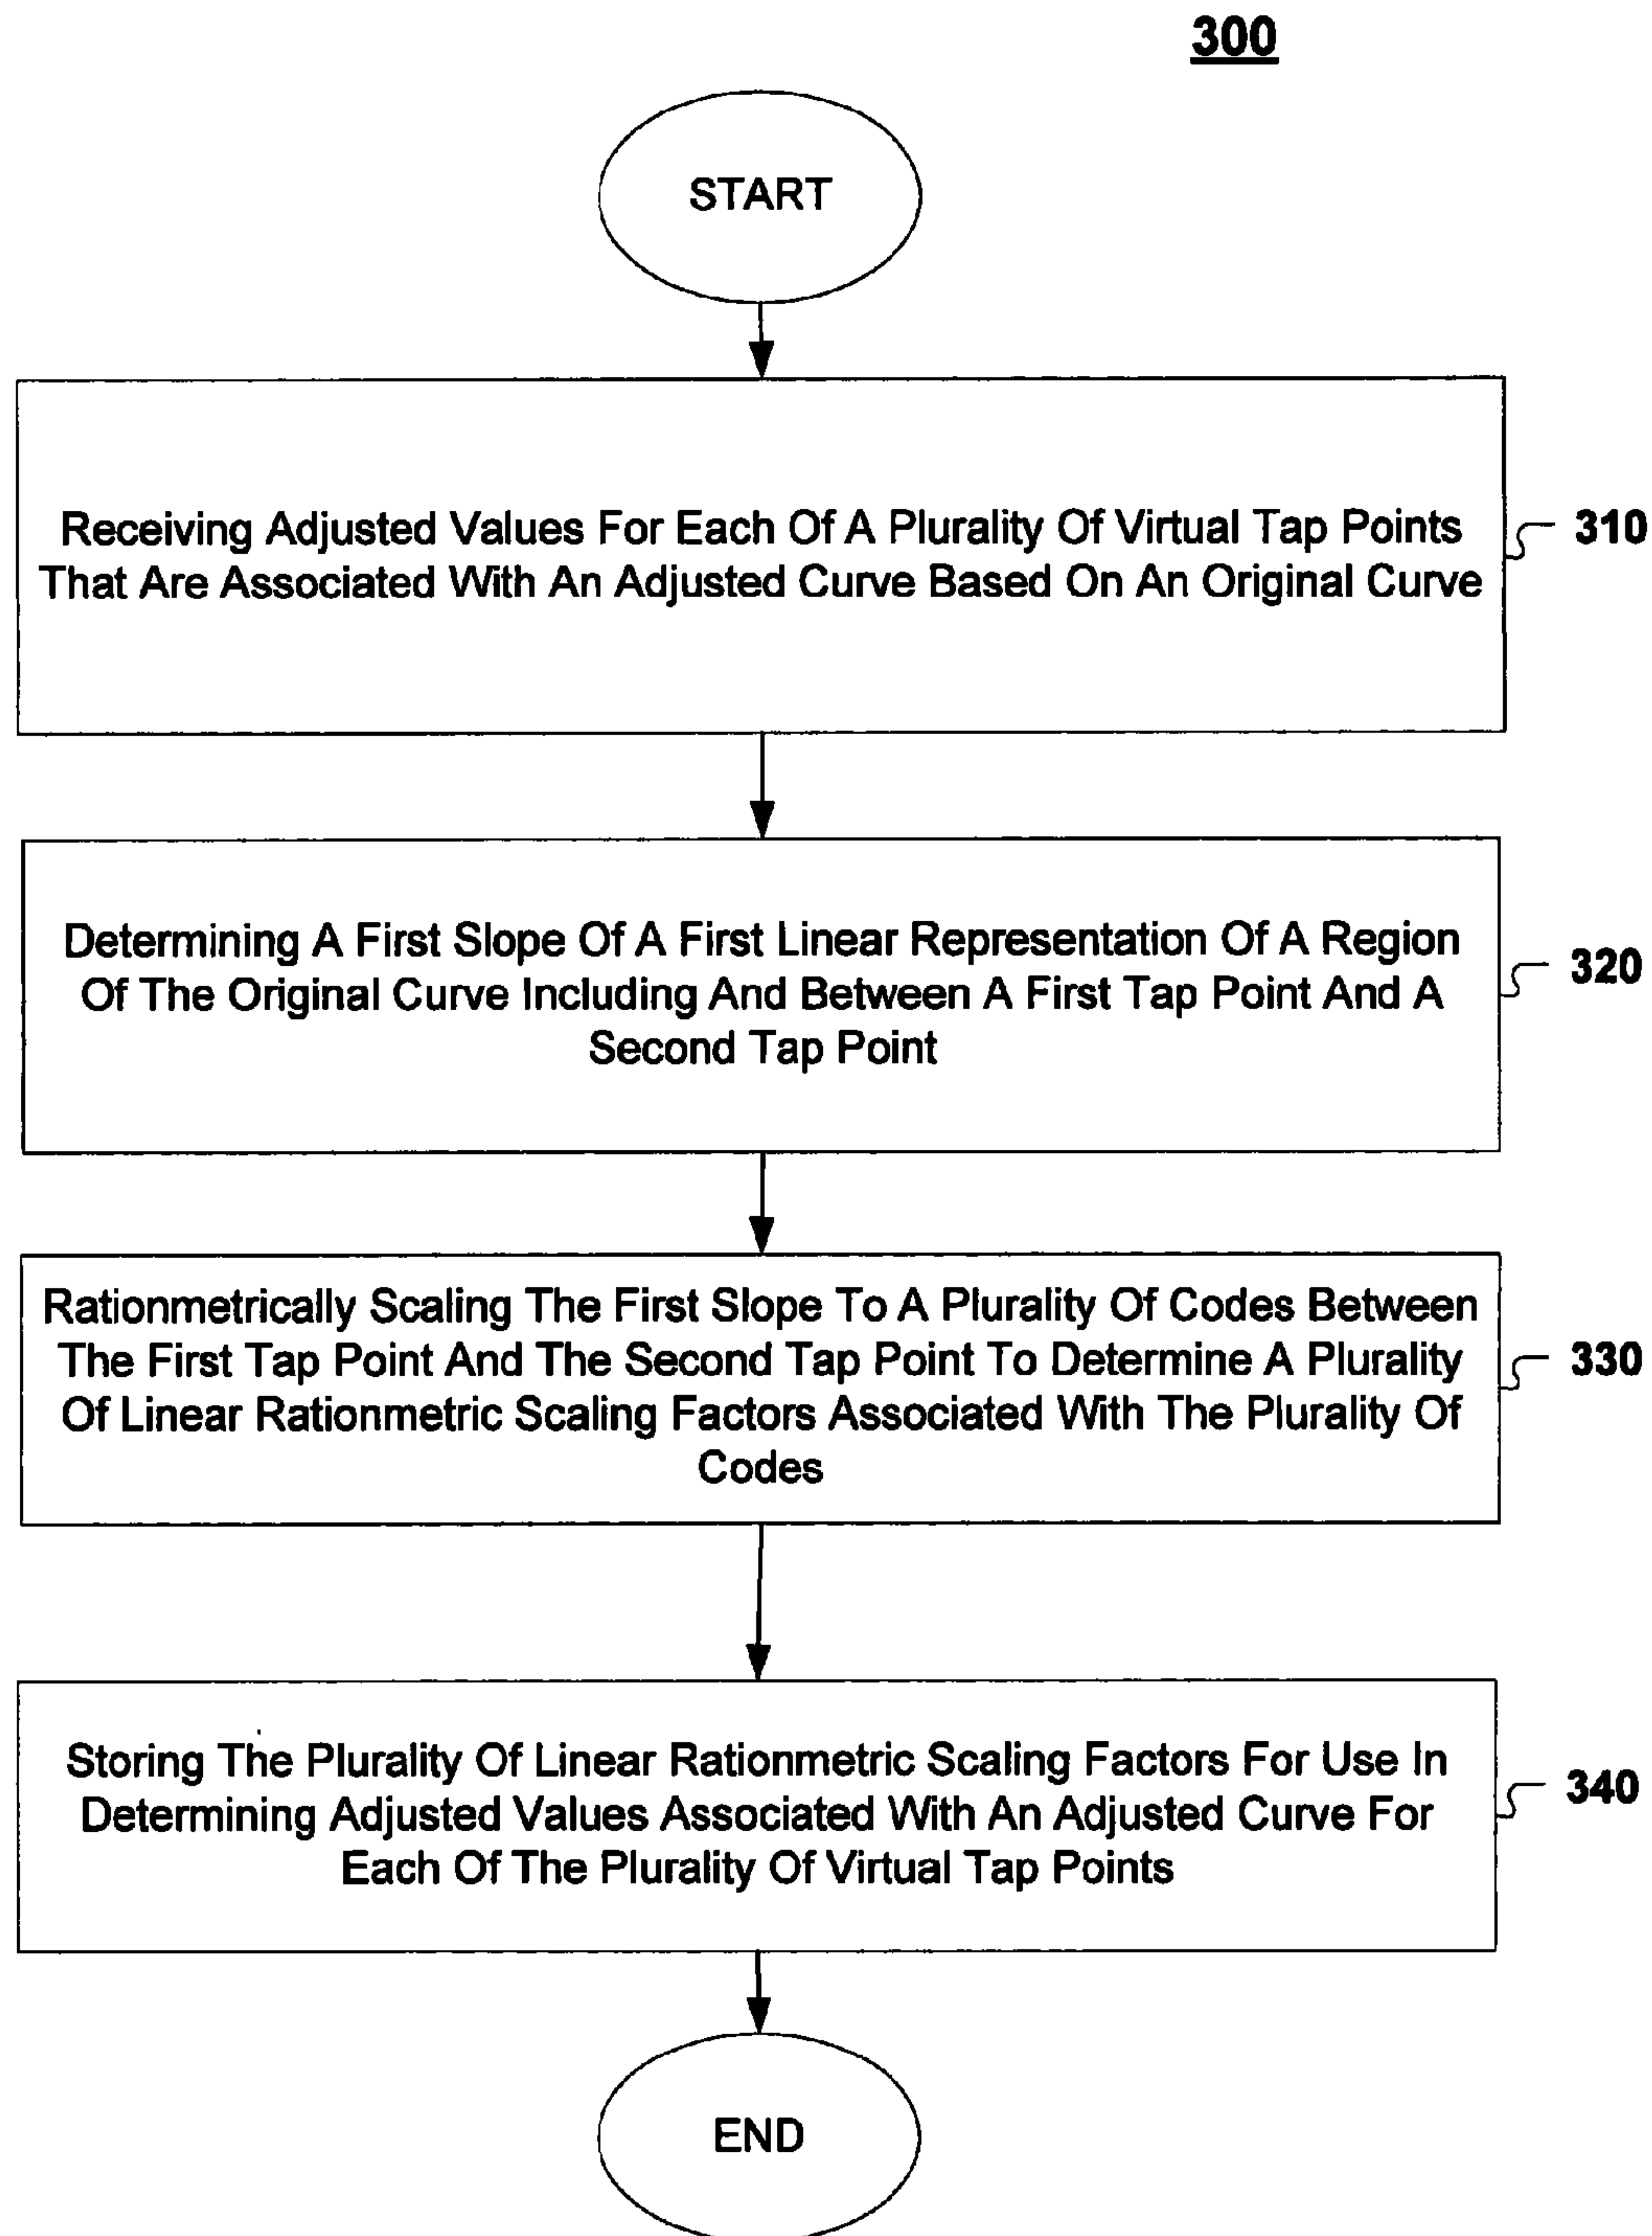 300
START
Receiving Adjusted Values For Each Of A Plurality Of Virtual Tap Points
That Are Associated With An Adjusted Curve Based On An Original Curve
310
Determining A First Slope Of A First Linear Representation Of A Region
Of The Original Curve Including And Between A First Tap Point And A
Second Tap Point
320
Rationmetrically Scaling The First Slope To A Plurality Of Codes Between
The First Tap Point And The Second Tap Point To Determine A Plurality
Of Linear Rationmetric Scaling Factors Associated With The Plurality Of
Codes
330
Storing The Plurality Of Linear Rationmetric Scaling Factors For Use In
Determining Adjusted Values Associated With An Adjusted Curve For
Each Of The Plurality Of Virtual Tap Points
340
END